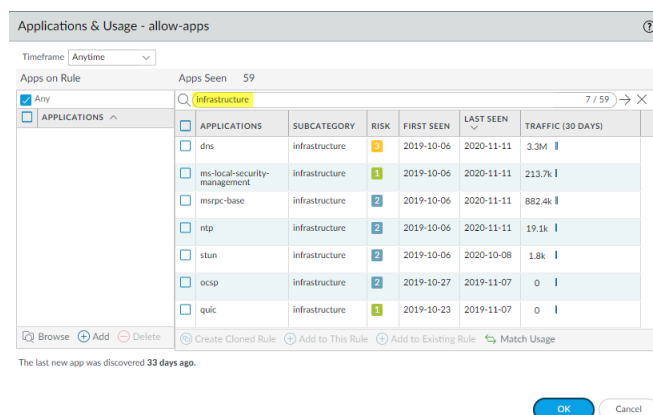 Applications & Usage - allow-apps
Timeframe Anytime
Apps on Rule
Apps Seen 59
Any
infrastructure 7 / 59
APPLICATIONS
APPLICATIONS SUBCATEGORY RISK FIRST SEEN LAST SEEN TRAFFIC (30 DAYS)
dns infrastructure 3 2019-10-06 2020-11-11 3.3M
ms-local-security-management infrastructure 1 2019-10-06 2020-11-11 213.7k
msrpc-base infrastructure 2 2019-10-06 2020-11-11 882.4k
ntp infrastructure 2 2019-10-06 2020-11-11 19.1k
stun infrastructure 2 2019-10-06 2020-10-08 1.8k
ocsp infrastructure 2 2019-10-27 2019-11-07 0
quic infrastructure 1 2019-10-23 2019-11-07 0
Browse Add Delete
Create Cloned Rule Add to This Rule Add to Existing Rule Match Usage
The last new app was discovered 33 days ago.
OK Cancel